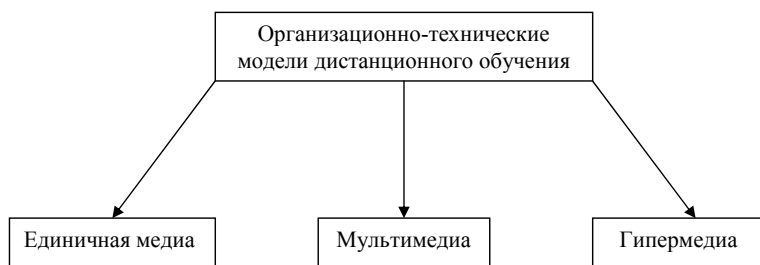 Организационно-технические
модели дистанционного обучения
Единичная медиа
Мультимедиа
Гипермедиа